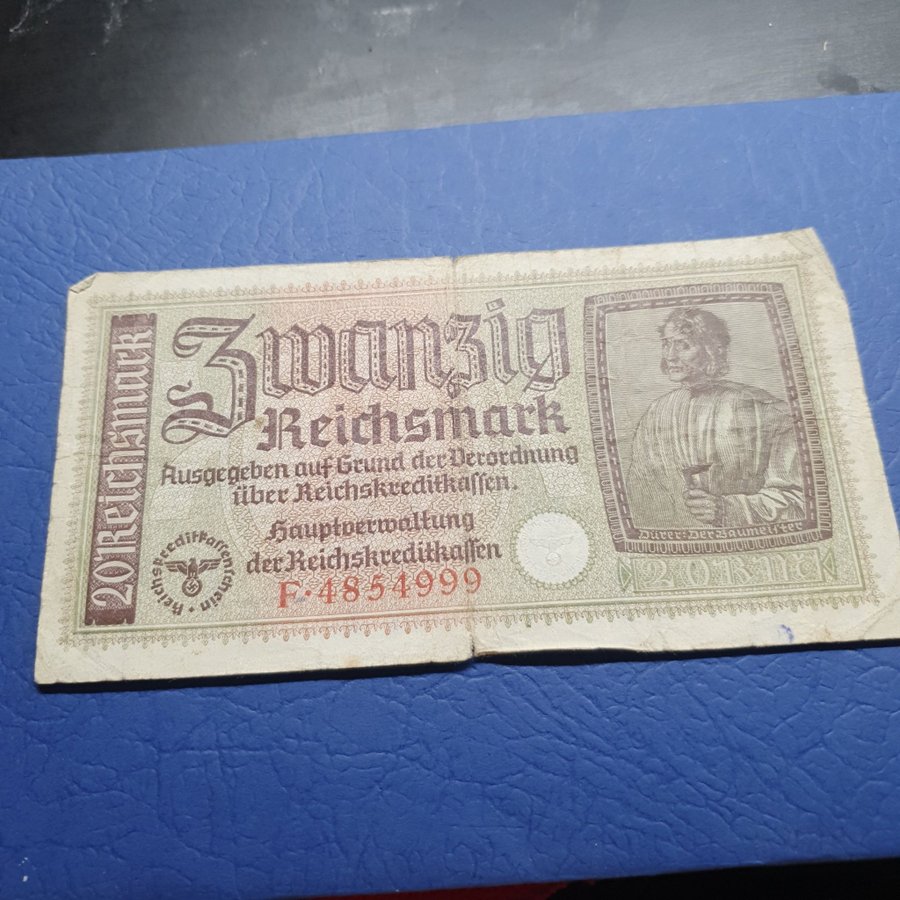 20 Reichsmark
Zwanzig
Reichsmark
Ausgegeben auf Grund der Verordnung
über Reichskreditkassen.
Hauptverwaltung
der Reichskreditkassen
F·4854999
Reichskreditkassenschein
Dürer: Der Baumeister
20 RM